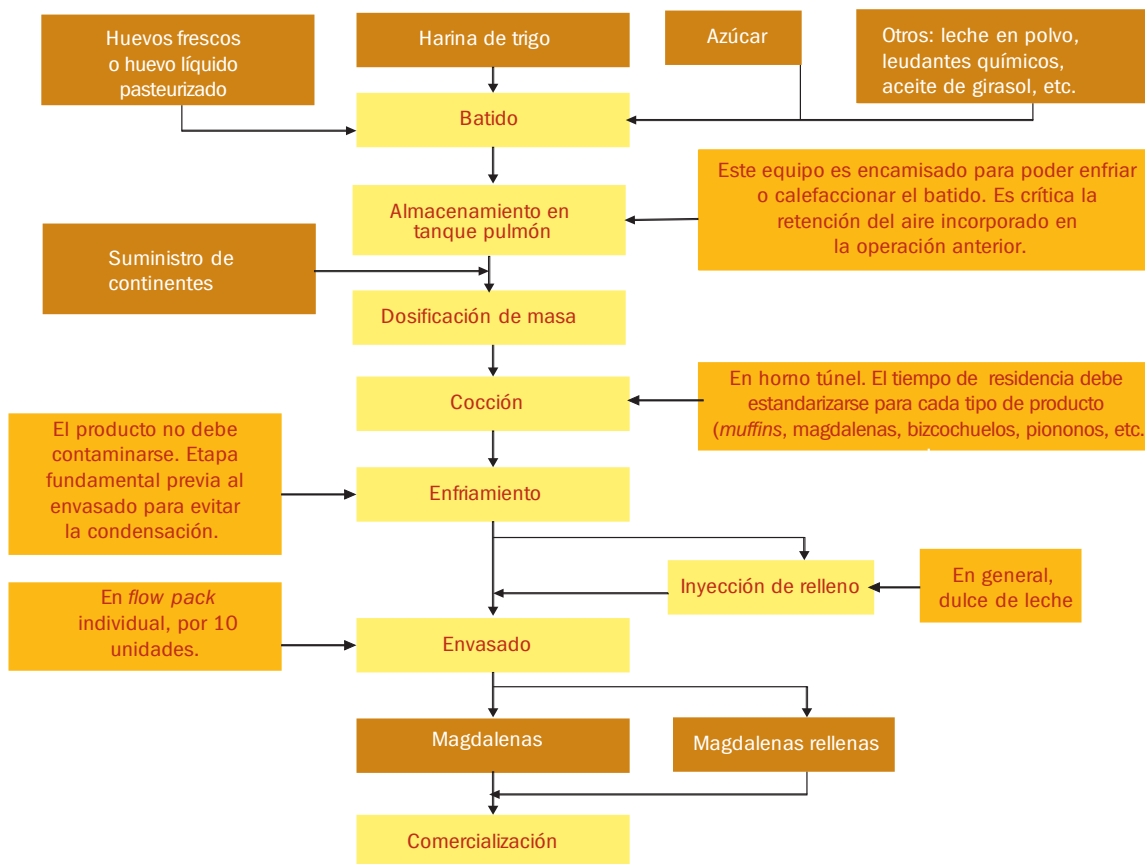 Huevos frescos
o huevo líquido
pasteurizado
Harina de trigo
Azúcar
Otros: leche en polvo,
leudantes químicos,
aceite de girasol, etc.
Batido
Almacenamiento en
tanque pulmón
Este equipo es encamisado para poder enfriar
o calefaccionar el batido. Es crítica la
retención del aire incorporado en
la operación anterior.
Suministro de
continentes
Dosificación de masa
Cocción
En horno túnel. El tiempo de residencia debe
estandarizarse para cada tipo de producto
(muffins, magdalenas, bizcochuelos, piononos, etc.
El producto no debe
contaminarse. Etapa
fundamental previa al
envasado para evitar
la condensación.
Enfriamiento
Inyección de relleno
En general,
dulce de leche
En flow pack
individual, por 10
unidades.
Envasado
Magdalenas
Magdalenas rellenas
Comercialización